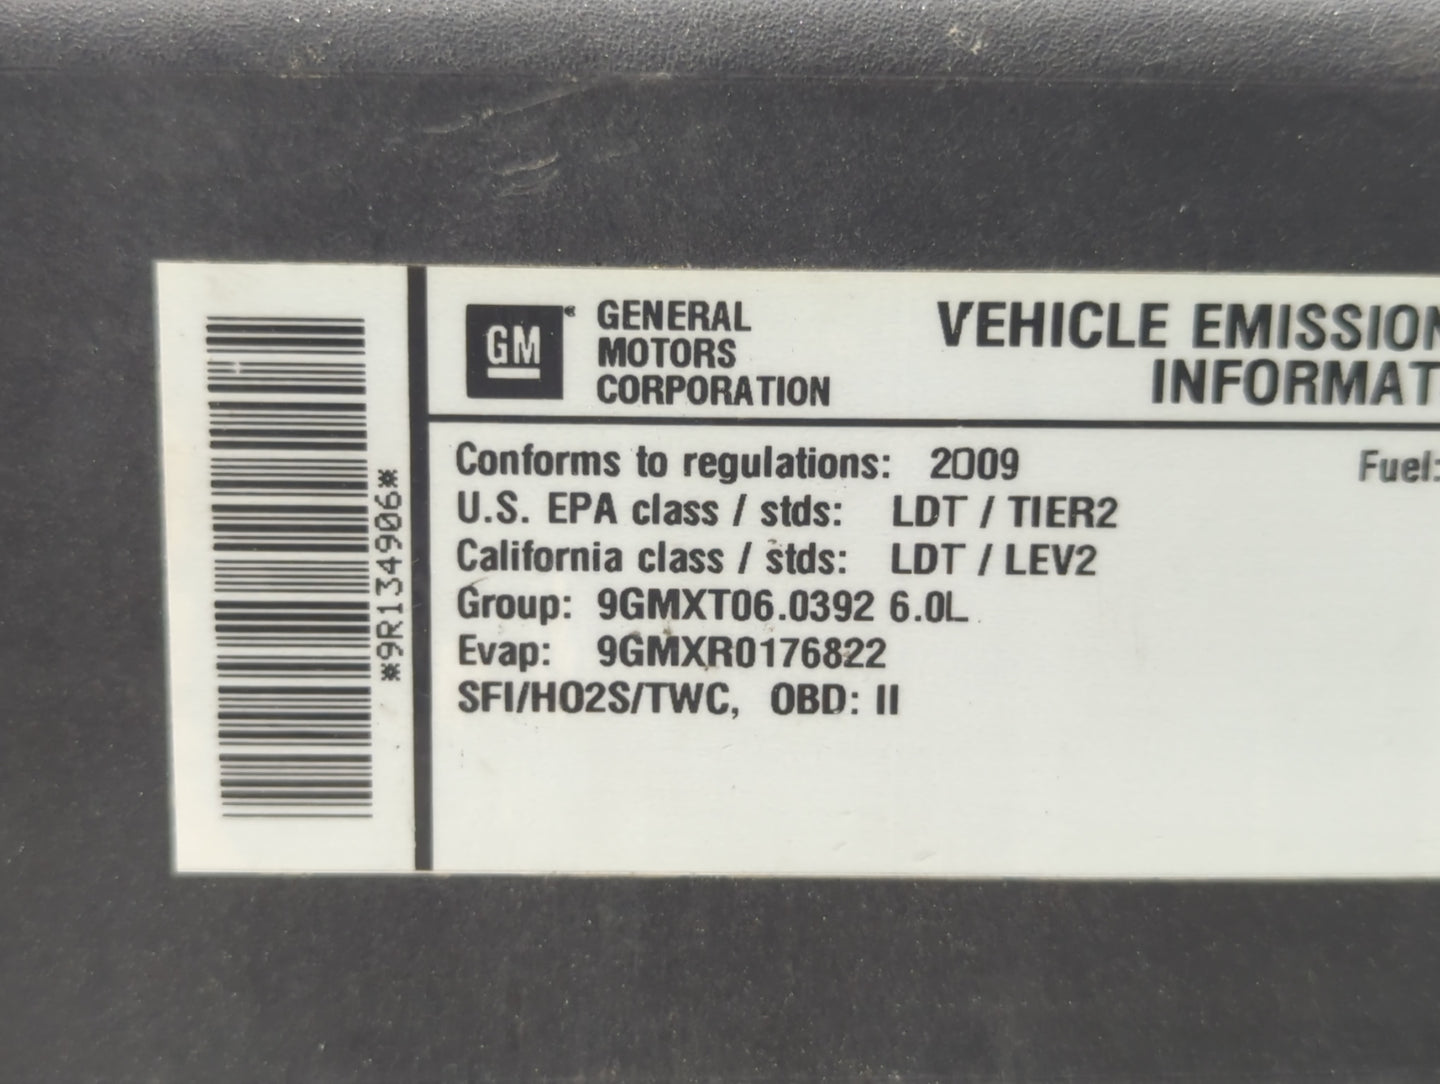 *9R134906*
GM
GENERAL
MOTORS
CORPORATION
VEHICLE EMISSION
INFORMAT
Conforms to regulations: 2009
Fuel:
U.S. EPA class / stds: LDT / TIER2
California class / stds: LDT / LEV2
Group: 9GMXT06.0392 6.0L
Evap: 9GMXR0176822
SFI/HO2S/TWC, OBD: II